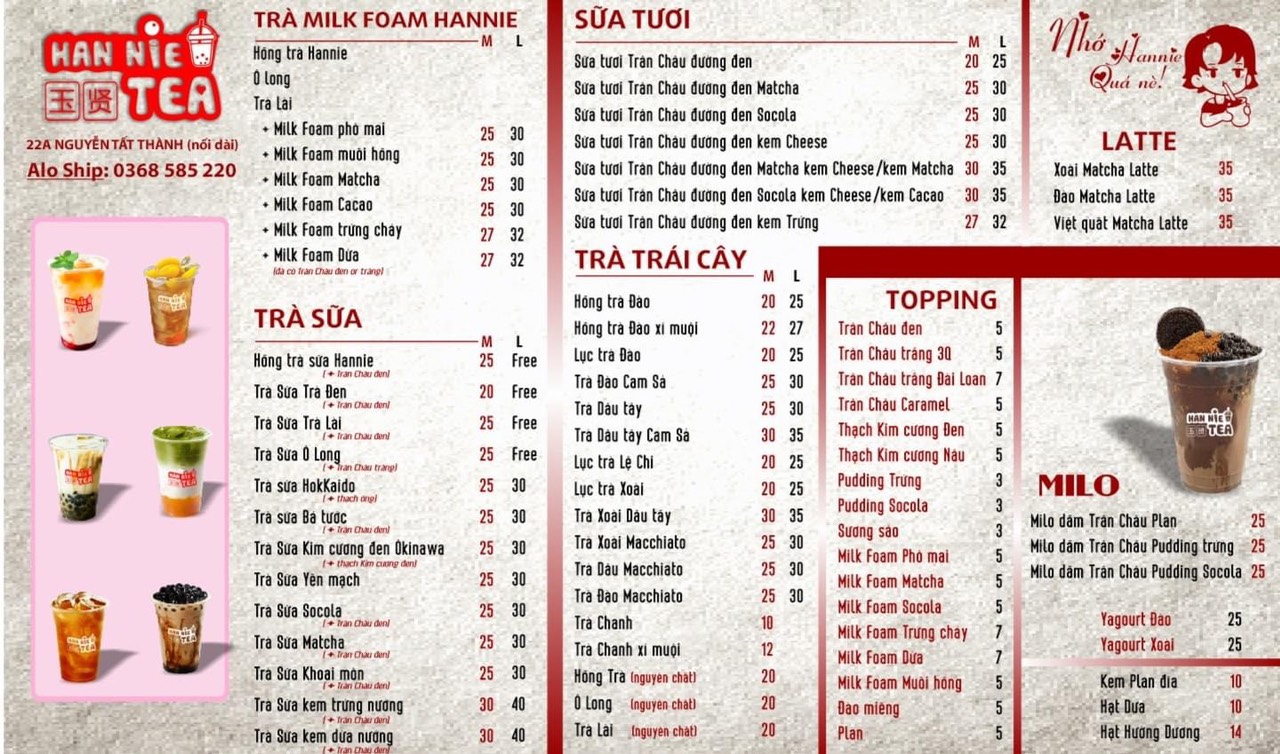 HAN NIE
玉贤 TEA
22A NGUYỄN TẤT THÀNH (nối dài)
Alo Ship: 0368 585 220
TRÀ MILK FOAM HANNIE
M L
Hồng trà Hannie
Ô long
Trà Lài
+ Milk Foam phô mai 25 30
+ Milk Foam muối hồng 25 30
+ Milk Foam Matcha 25 30
+ Milk Foam Cacao 25 30
+ Milk Foam trứng cháy 27 32
+ Milk Foam Dừa 27 32
(đã có Trân Châu đen or trắng)
TRÀ SỮA
M L
Hồng trà sữa Hannie 25 Free
(+ Trân Châu đen)
Trà Sữa Trà Đen 20 Free
(+ Trân Châu đen)
Trà Sữa Trà Lài 25 Free
(+ Trân Châu đen)
Trà Sữa Ô Long 25 Free
(+ Trân Châu trắng)
Trà sữa HokKaido 25 30
(+ thạch ống)
Trà sữa Bá tước 25 30
(+ Trân Châu đen)
Trà Sữa Kim cương đen Okinawa 25 30
(+ thạch Kim cương đen)
Trà Sữa Yến mạch 25 30
Trà Sữa Socola 25 30
(+ Trân Châu đen)
Trà Sữa Matcha 25 30
(+ Trân Châu đen)
Trà Sữa Khoai môn 25 30
(+ Trân Châu đen)
Trà Sữa kem trứng nướng 30 40
(+ Trân Châu đen)
Trà Sữa kem dừa nướng 30 40
(+ Trân Châu đen)
SỮA TƯƠI
M L
Sữa tươi Trân Châu đường đen 20 25
Sữa tươi Trân Châu đường đen Matcha 25 30
Sữa tươi Trân Châu đường đen Socola 25 30
Sữa tươi Trân Châu đường đen kem Cheese 25 30
Sữa tươi Trân Châu đường đen Matcha kem Cheese/kem Matcha 30 35
Sữa tươi Trân Châu đường đen Socola kem Cheese/kem Cacao 30 35
Sữa tươi Trân Châu đường đen kem Trứng 27 32
TRÀ TRÁI CÂY
M L
Hồng trà Đào 20 25
Hồng trà Đào xí muội 22 27
Lục trà Đào 20 25
Trà Đào Cam Sả 25 30
Trà Dâu tây 25 30
Trà Dâu tây Cam Sả 30 35
Lục trà Lệ Chi 20 25
Lục trà Xoài 20 25
Trà Xoài Dâu tây 30 35
Trà Xoài Macchiato 25 30
Trà Dâu Macchiato 25 30
Trà Đào Macchiato 25 30
Trà Chanh 10
Trà Chanh xí muội 12
Hồng Trà (nguyên chất) 20
Ô Long (nguyên chất) 20
Trà Lài (nguyên chất) 20
Nhớ Hannie
Quá nè!
LATTE
Xoài Matcha Latte 35
Đào Matcha Latte 35
Việt quất Matcha Latte 35
TOPPING
Trân Châu đen 5
Trân Châu trắng 3Q 5
Trân Châu trắng Đài Loan 7
Trân Châu Caramel 5
Thạch Kim cương Đen 5
Thạch Kim cương Nâu 5
Pudding Trứng 3
Pudding Socola 3
Sương sáo 3
Milk Foam Phô mai 5
Milk Foam Matcha 5
Milk Foam Socola 5
Milk Foam Trứng cháy 7
Milk Foam Dừa 7
Milk Foam Muối hồng 5
Đào miếng 5
Plan 5
MILO
Milo dầm Trân Châu Plan 25
Milo dầm Trân Châu Pudding trứng 25
Milo dầm Trân Châu Pudding Socola 25
Yagourt Đào 25
Yagourt Xoài 25
Kem Plan dĩa 10
Hạt Dưa 10
Hạt Hướng Dương 14